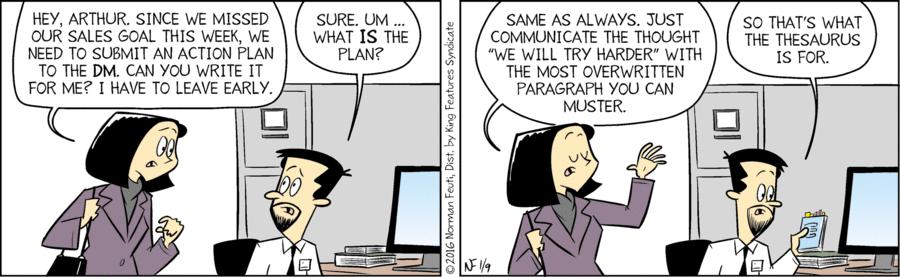 HEY, ARTHUR. SINCE WE MISSED
OUR SALES GOAL THIS WEEK, WE
NEED TO SUBMIT AN ACTION PLAN
TO THE DM. CAN YOU WRITE IT
FOR ME? I HAVE TO LEAVE EARLY.
SURE. UM ...
WHAT IS THE
PLAN?
©2016 Norman Feuti, Dist. by King Features Syndicate
SAME AS ALWAYS. JUST
COMMUNICATE THE THOUGHT
"WE WILL TRY HARDER" WITH
THE MOST OVERWRITTEN
PARAGRAPH YOU CAN
MUSTER.
SO THAT'S WHAT
THE THESAURUS
IS FOR.
NF 1/9